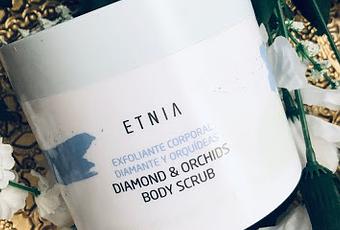 ETNIA
EXFOLIANTE CORPORAL
DIAMANTE Y ORQUÍDEAS
DIAMOND & ORCHIDS
BODY SCRUB